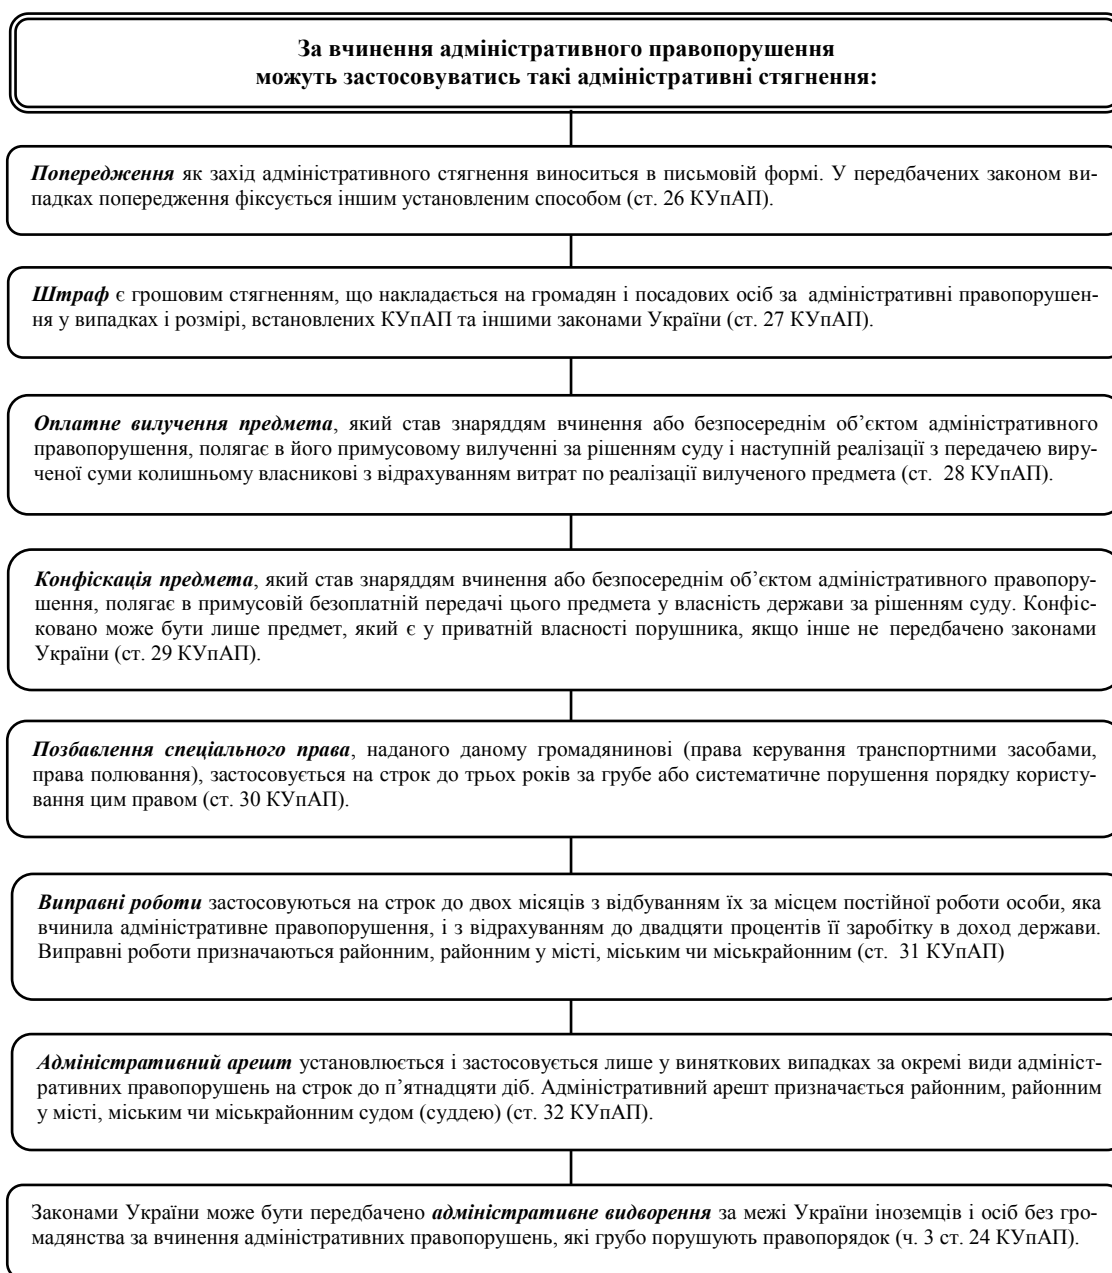 За вчинення адміністративного правопорушення
можуть застосовуватись такі адміністративні стягнення:
Попередження як захід адміністративного стягнення виноситься в письмовій формі. У передбачених законом ви-
падках попередження фіксується іншим установленим способом (ст. 26 КУпАП).
Штраф є грошовим стягненням, що накладається на громадян і посадових осіб за адміністративні правопорушен-
ня у випадках і розмірі, встановлених КУпАП та іншими законами України (ст. 27 КУпАП).
Оплатне вилучення предмета, який став знаряддям вчинення або безпосереднім об’єктом адміністративного
правопорушення, полягає в його примусовому вилученні за рішенням суду і наступній реалізації з передачею виру-
ченої суми колишньому власникові з відрахуванням витрат по реалізації вилученого предмета (ст. 28 КУпАП).
Конфіскація предмета, який став знаряддям вчинення або безпосереднім об’єктом адміністративного правопору-
шення, полягає в примусовій безоплатній передачі цього предмета у власність держави за рішенням суду. Конфіс-
ковано може бути лише предмет, який є у приватній власності порушника, якщо інше не передбачено законами
України (ст. 29 КУпАП).
Позбавлення спеціального права, наданого даному громадянинові (права керування транспортними засобами,
права полювання), застосовується на строк до трьох років за грубе або систематичне порушення порядку користу-
вання цим правом (ст. 30 КУпАП).
Виправні роботи застосовуються на строк до двох місяців з відбуванням їх за місцем постійної роботи особи, яка
вчинила адміністративне правопорушення, і з відрахуванням до двадцяти процентів її заробітку в доход держави.
Виправні роботи призначаються районним, районним у місті, міським чи міськрайонним (ст. 31 КУпАП)
Адміністративний арешт установлюється і застосовується лише у виняткових випадках за окремі види адмініст-
ративних правопорушень на строк до п’ятнадцяти діб. Адміністративний арешт призначається районним, районним
у місті, міським чи міськрайонним судом (суддею) (ст. 32 КУпАП).
Законами України може бути передбачено адміністративне видворення за межі України іноземців і осіб без гро-
мадянства за вчинення адміністративних правопорушень, які грубо порушують правопорядок (ч. 3 ст. 24 КУпАП).